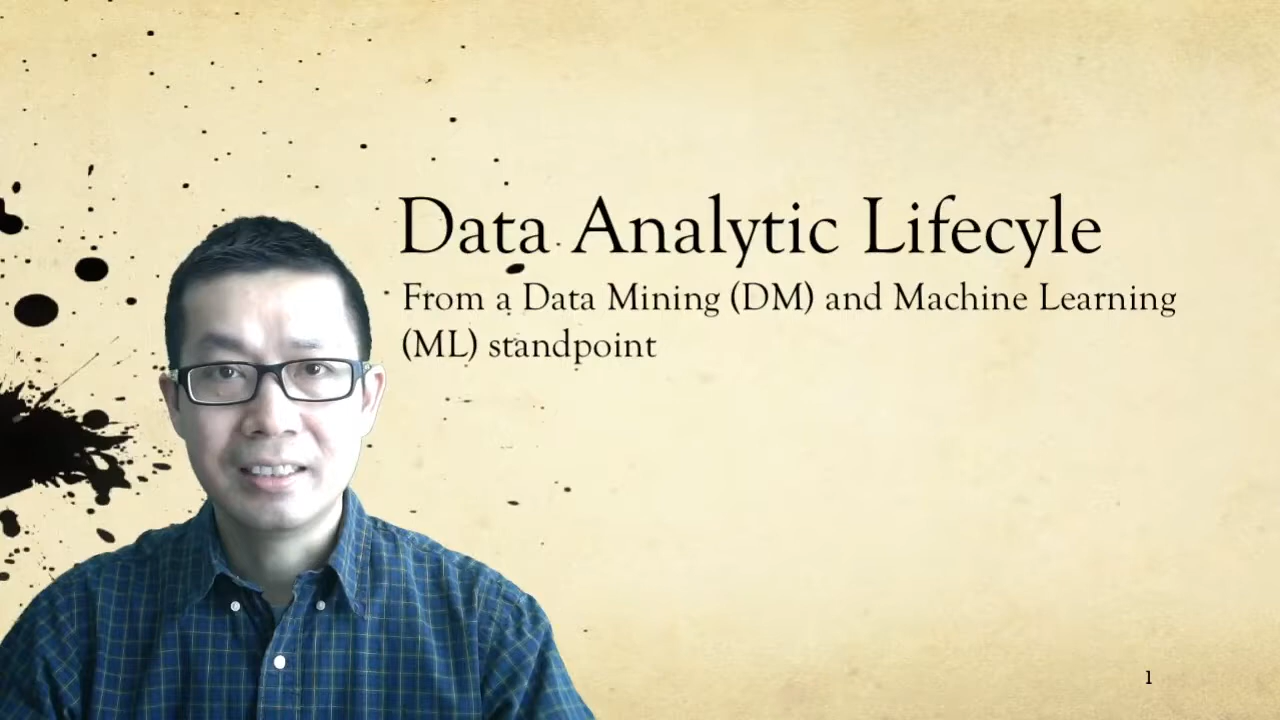 Data Analytic Lifecyle
From a Data Mining (DM) and Machine Learning
(ML) standpoint
1